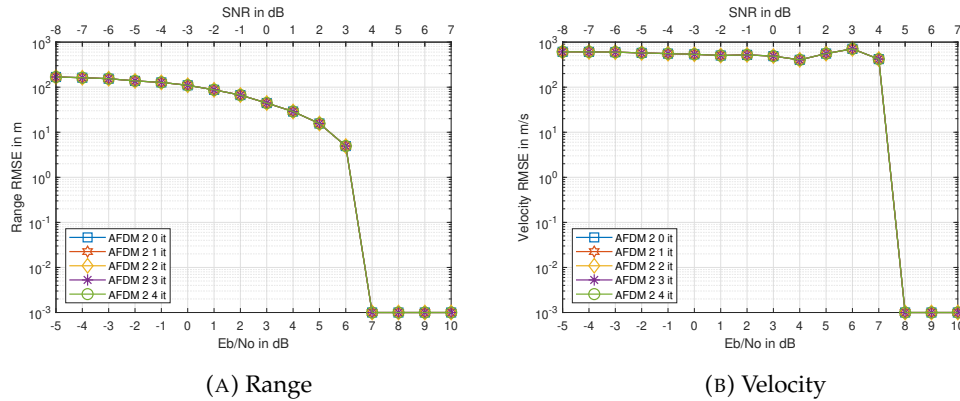 SNR in dB
-8 -7 -6 -5 -4 -3 -2 -1 0 1 2 3 4 5 6 7
Range RMSE in m
10^3
10^2
10^1
10^0
10^-1
10^-2
10^-3
AFDM 2 0 it
AFDM 2 1 it
AFDM 2 2 it
AFDM 2 3 it
AFDM 2 4 it
-5 -4 -3 -2 -1 0 1 2 3 4 5 6 7 8 9 10
Eb/No in dB
(A) Range
SNR in dB
-8 -7 -6 -5 -4 -3 -2 -1 0 1 2 3 4 5 6 7
Velocity RMSE in m/s
10^3
10^2
10^1
10^0
10^-1
10^-2
10^-3
AFDM 2 0 it
AFDM 2 1 it
AFDM 2 2 it
AFDM 2 3 it
AFDM 2 4 it
-5 -4 -3 -2 -1 0 1 2 3 4 5 6 7 8 9 10
Eb/No in dB
(B) Velocity